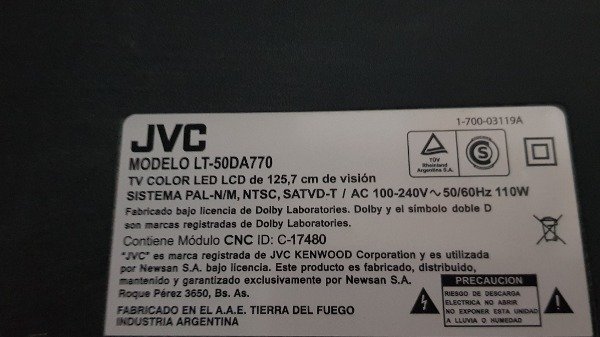 1-700-03119A
JVC
MODELO LT-50DA770
TÜV
Rheinland
Argentina S.A.
S
TV COLOR LED LCD de 125,7 cm de visión
SISTEMA PAL-N/M, NTSC, SATVD-T / AC 100-240V～50/60Hz 110W
Fabricado bajo licencia de Dolby Laboratories. Dolby y el símbolo doble D
son marcas registradas de Dolby Laboratories.
Contiene Módulo CNC ID: C-17480
"JVC" es marca registrada de JVC KENWOOD Corporation y es utilizada
por Newsan S.A. bajo licencia. Este producto es fabricado, distribuido,
mantenido y garantizado exclusivamente por Newsan S.A.
Roque Pérez 3650, Bs. As.
FABRICADO EN EL A.A.E. TIERRA DEL FUEGO
INDUSTRIA ARGENTINA
PRECAUCION
RIESGO DE DESCARGA
ELECTRICA NO ABRIR
NO EXPONER ESTA UNIDAD
A LLUVIA O HUMEDAD